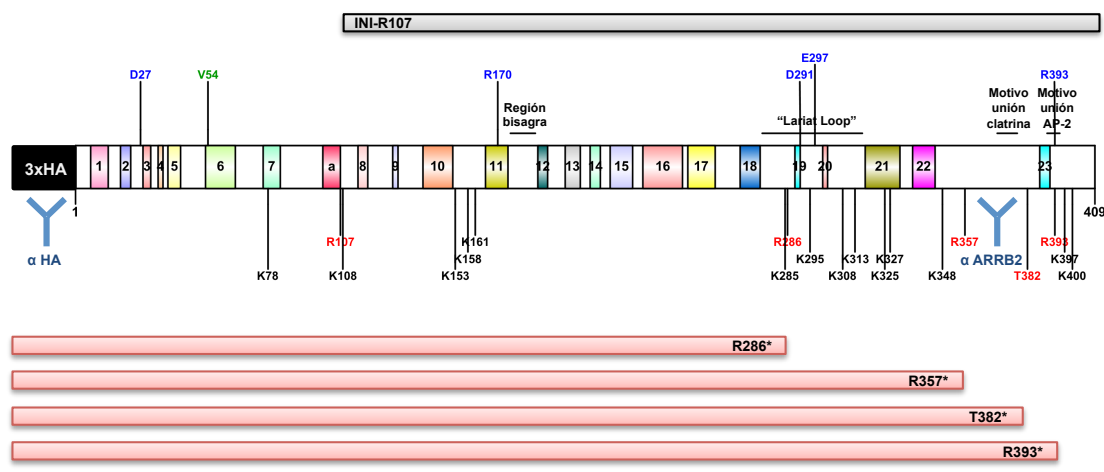 INI-R107
E297
D27
V54
R170
D291
R393
Región
bisagra
“Lariat Loop”
Motivo
unión
clatrina
Motivo
unión
AP-2
3xHA
1
2
3
4
5
6
7
a
8
9
10
11
12
13
14
15
16
17
18
19
20
21
22
23
1
409
α HA
R107
K161
R286
R357
R393
K158
K295
K313
K327
α ARRB2
K397
K78
K108
K153
K285
K308
K325
K348
T382
K400
R286*
R357*
T382*
R393*